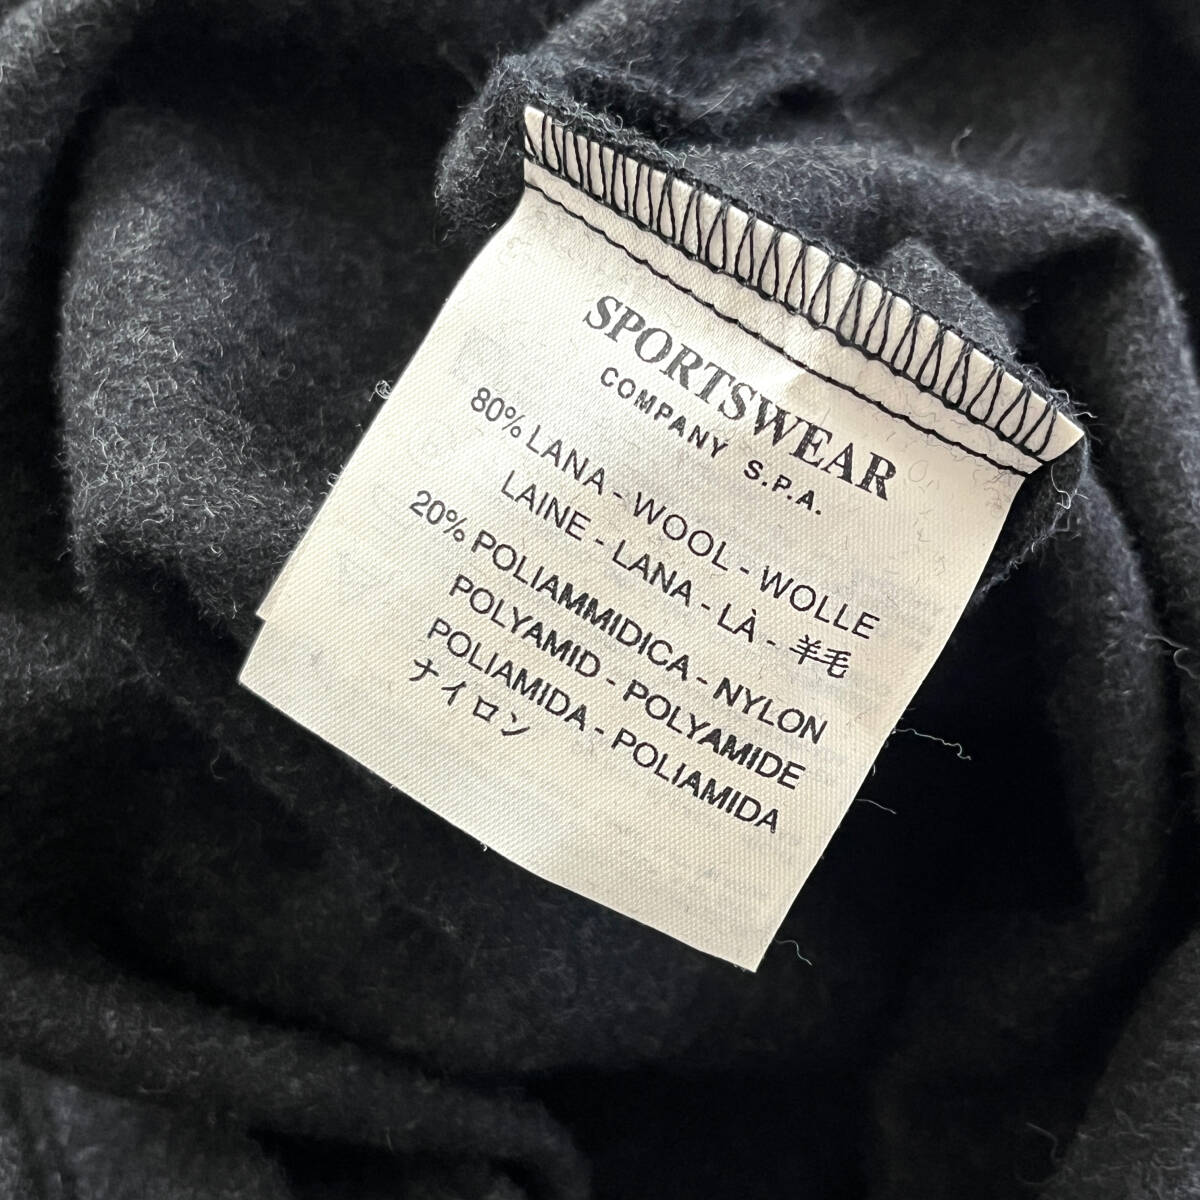 SPORTSWEAR
COMPANY S.P.A.
80% LANA - WOOL - WOLLE
LAINE - LANA - LÀ - 羊毛
20% POLIAMMIDICA - NYLON
POLYAMID - POLYAMIDE
POLIAMIDA - POLIAMIDA
ナイロン